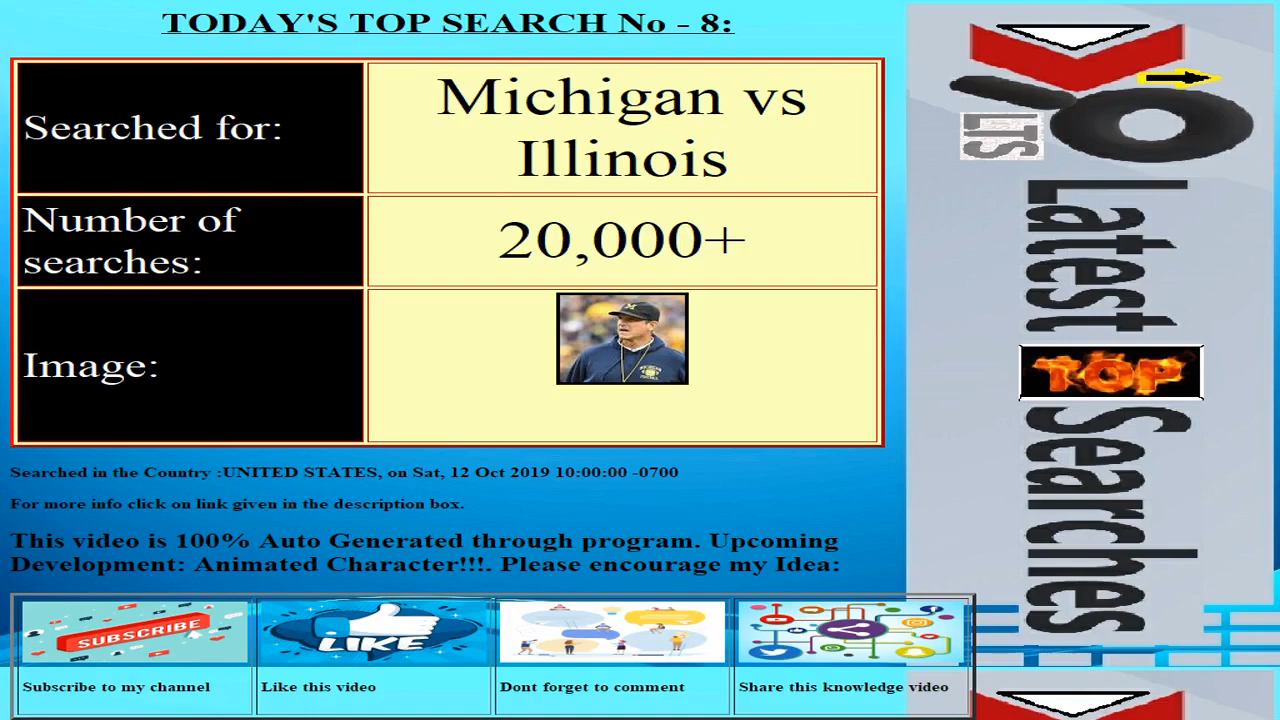 TODAY'S TOP SEARCH No - 8:
Searched for:
Michigan vs
Illinois
Number of
searches:
20,000+
Image:
Searched in the Country :UNITED STATES, on Sat, 12 Oct 2019 10:00:00 -0700
For more info click on link given in the description box.
This video is 100% Auto Generated through program. Upcoming
Development: Animated Character!!!. Please encourage my Idea:
SUBSCRIBE
LIKE
Subscribe to my channel
Like this video
Dont forget to comment
Share this knowledge video
LTS
Latest
TOP
Searches